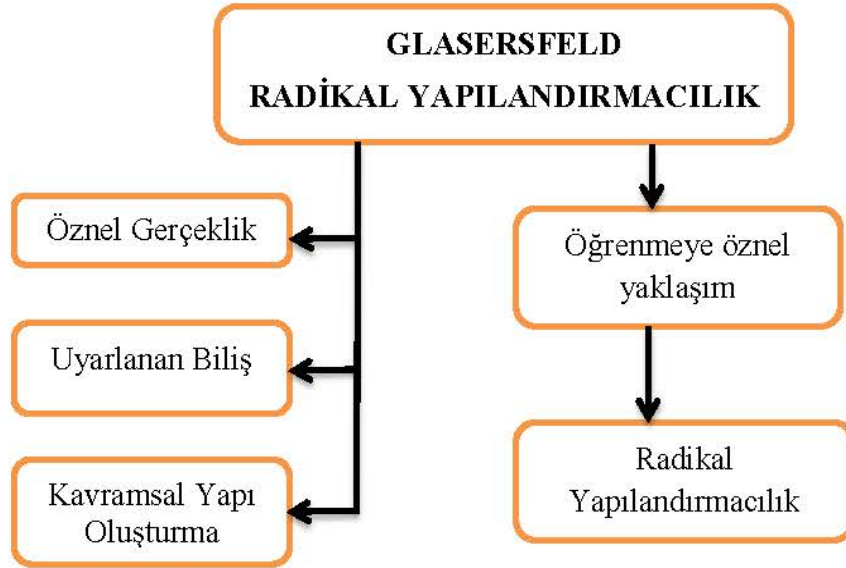 GLASERSFELD
RADİKAL YAPILANDIRMACILIK
Öznel Gerçeklik
Uyarlanan Biliş
Kavramsal Yapı
Oluşturma
Öğrenmeye öznel
yaklaşım
Radikal
Yapılandırmacılık